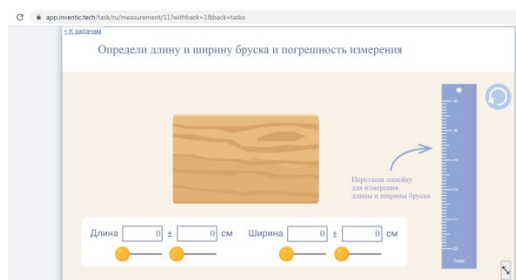 app.inventic.tech/task/ru/measurement/11?withback=1&back=tasks
< К задачам
Определи длину и ширину бруска и погрешность измерения
Перетащи линейку
для измерения
длины и ширины бруска
Длина 0 ± 0 см Ширина 0 ± 0 см